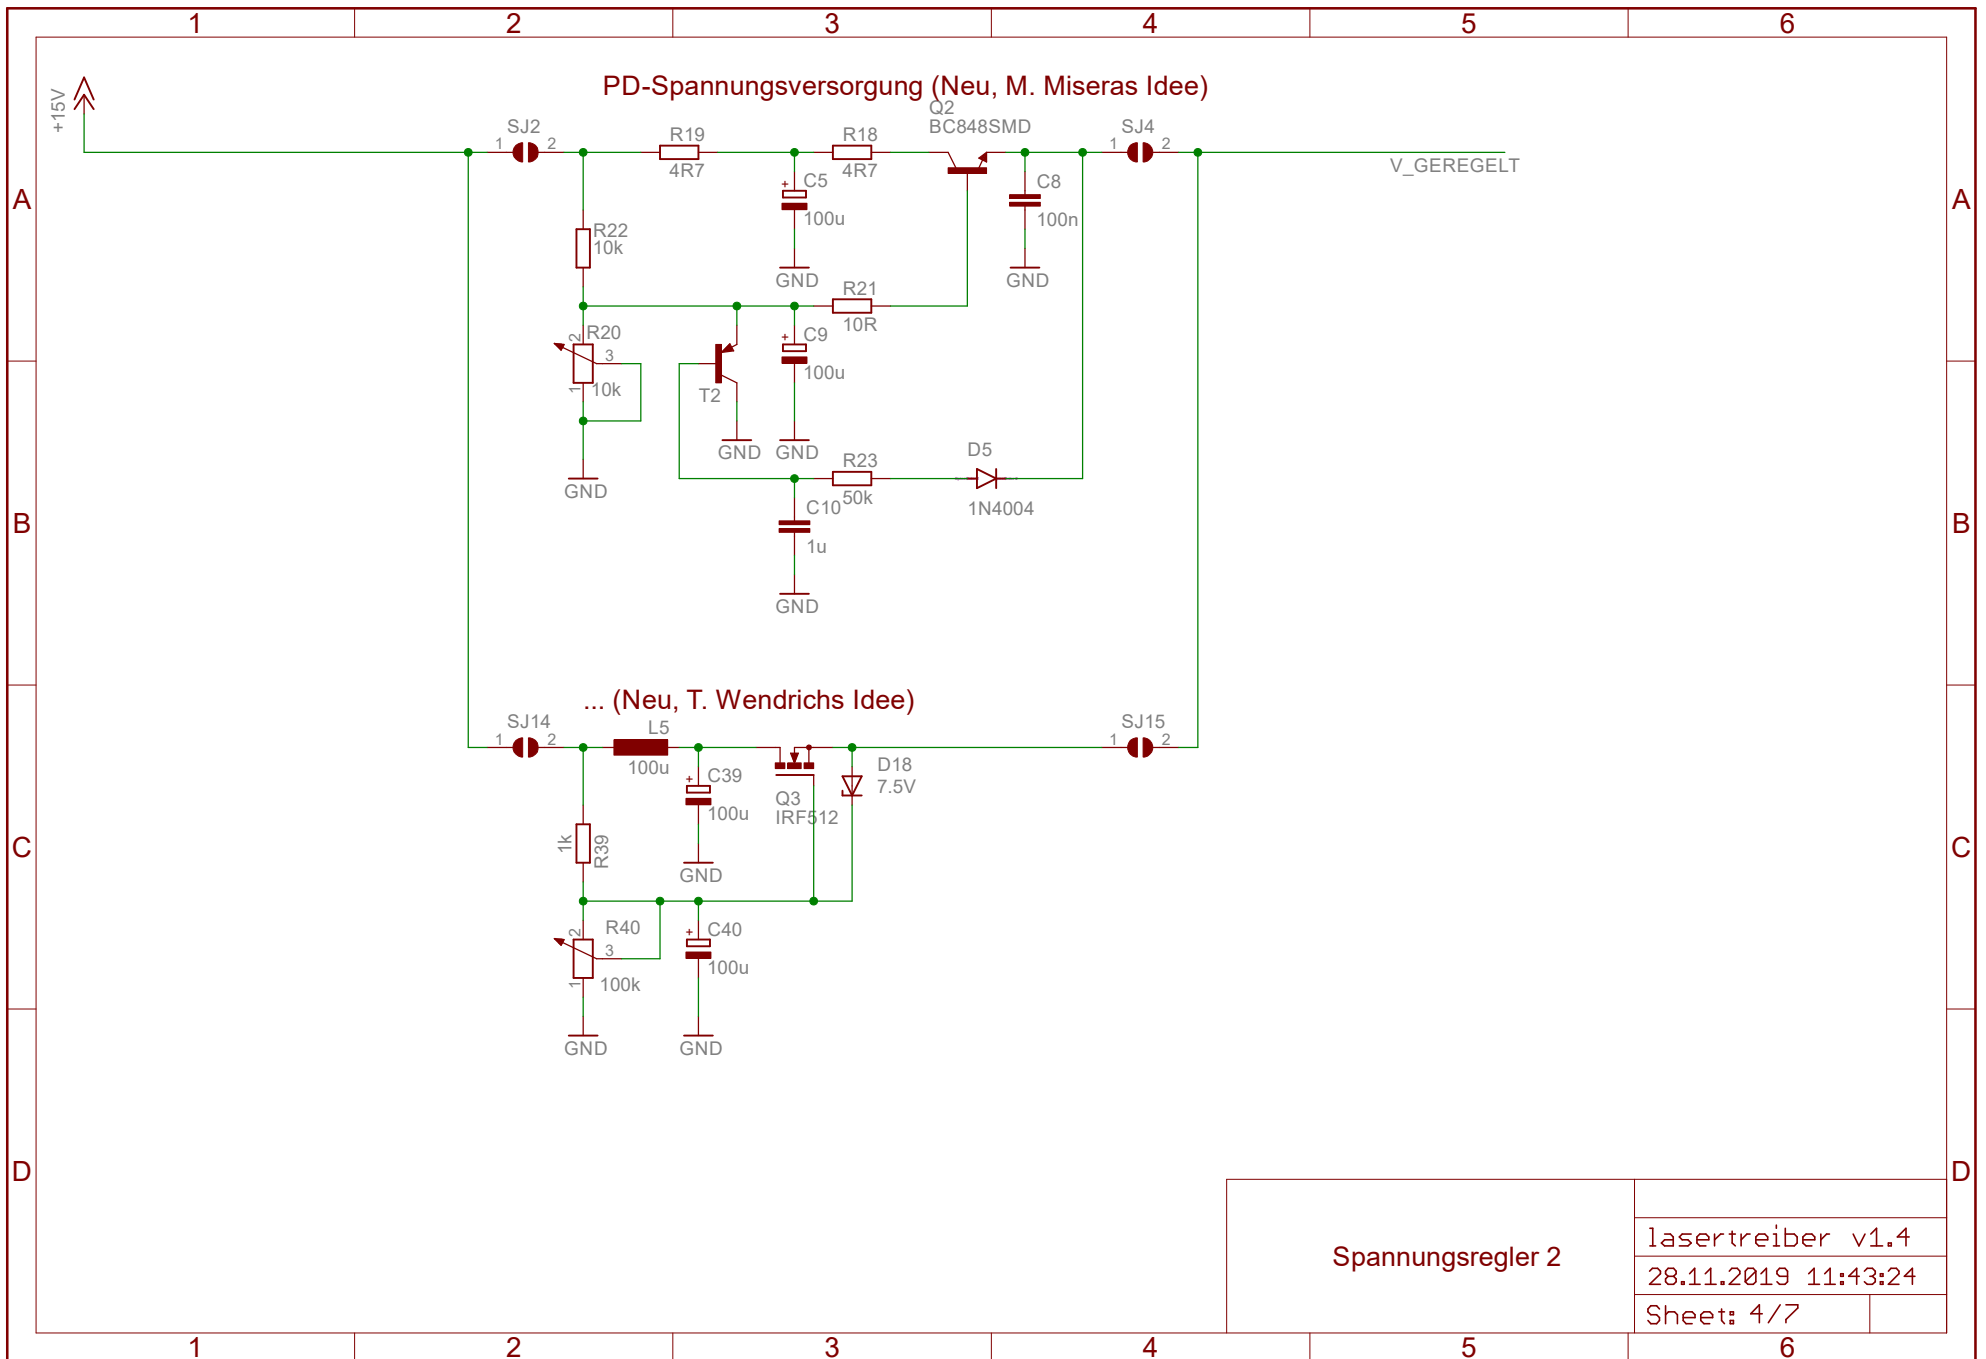 1 2 3 4 5 6
PD-Spannungsversorgung (Neu, M. Miseras Idee)
+15V
SJ2
1 2
R19
4R7
R18
4R7
Q2
BC848SMD
SJ4
1 2
V_GEREGELT
A
A
C5
+
100u
GND
C8
100n
GND
R22
10k
R21
10R
R20
2
3
1
10k
GND
T2
GND
C9
+
100u
GND
R23
50k
D5
1N4004
C10
1u
GND
B
B
... (Neu, T. Wendrichs Idee)
SJ14
1 2
L5
100u
SJ15
1 2
C39
+
100u
GND
Q3
IRF512
D18
7.5V
1k
R39
C
C
R40
2
3
1
100k
GND
C40
+
100u
GND
D
D
Spannungsregler 2
lasertreiber v1.4
28.11.2019 11:43:24
Sheet: 4/7
1 2 3 4 5 6